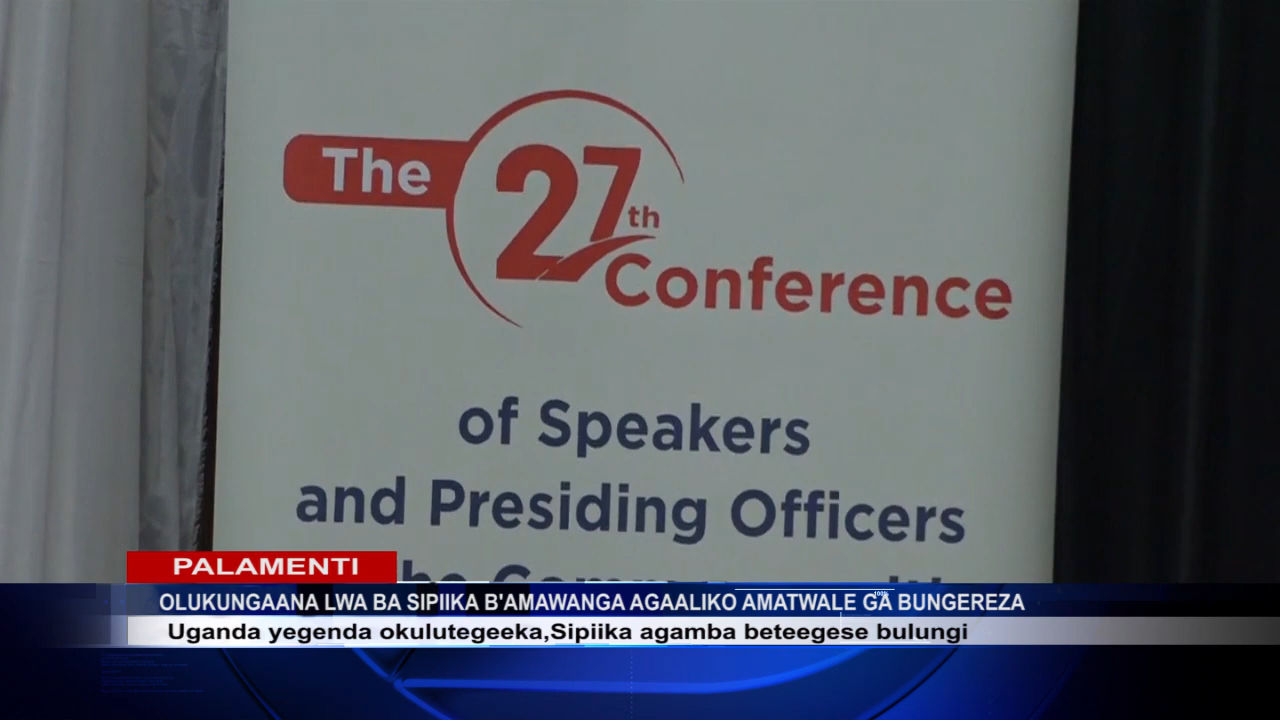 The 27th
Conference
of Speakers
and Presiding Officers
PALAMENTI
OLUKUNGAANA LWA BA SIPIIKA B'AMAWANGA AGAALIKO AMATWALE GA BUNGEREZA
Uganda yegenda okulutegeeka,Sipiika agamba beteegese bulungi